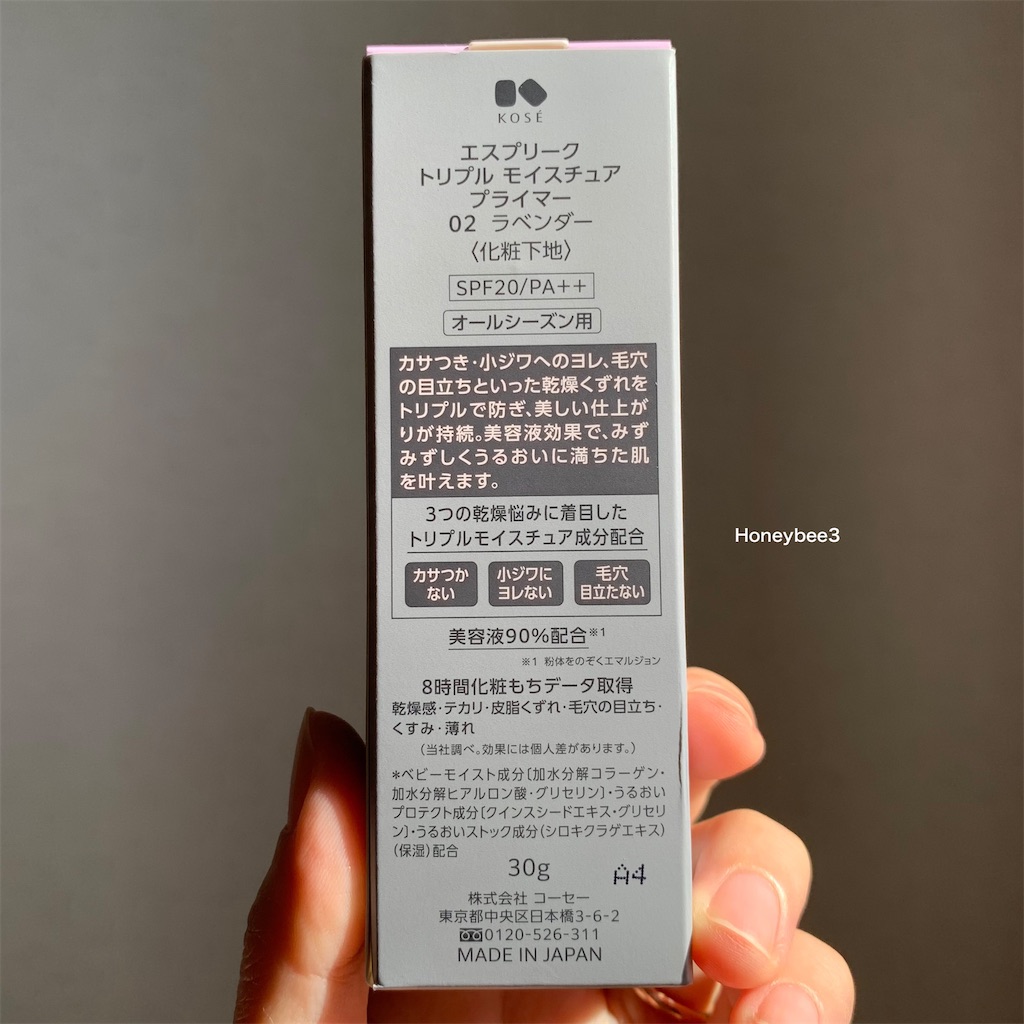 KOSÉ
エスプリーク
トリプル モイスチュア
プライマー
02 ラベンダー
〈化粧下地〉
SPF20/PA++
オールシーズン用
カサつき・小ジワへのヨレ、毛穴
の目立ちといった乾燥くずれを
トリプルで防ぎ、美しい仕上が
りが持続。美容液効果で、みず
みずしくうるおいに満ちた肌
を叶えます。
3つの乾燥悩みに着目した
トリプルモイスチュア成分配合
カサつか
ない
小ジワに
ヨレない
毛穴
目立たない
美容液90%配合※1
※1 粉体をのぞくエマルジョン
8時間化粧もちデータ取得
乾燥感・テカリ・皮脂くずれ・毛穴の目立ち・
くすみ・薄れ
(当社調べ。効果には個人差があります。)
*ベビーモイスト成分〔加水分解コラーゲン・
加水分解ヒアルロン酸・グリセリン〕・うるおい
プロテクト成分〔クインスシードエキス・グリセリ
ン〕・うるおいストック成分(シロキクラゲエキス)
(保湿)配合
30g
A4
株式会社 コーセー
東京都中央区日本橋3-6-2
0120-526-311
MADE IN JAPAN
Honeybee3